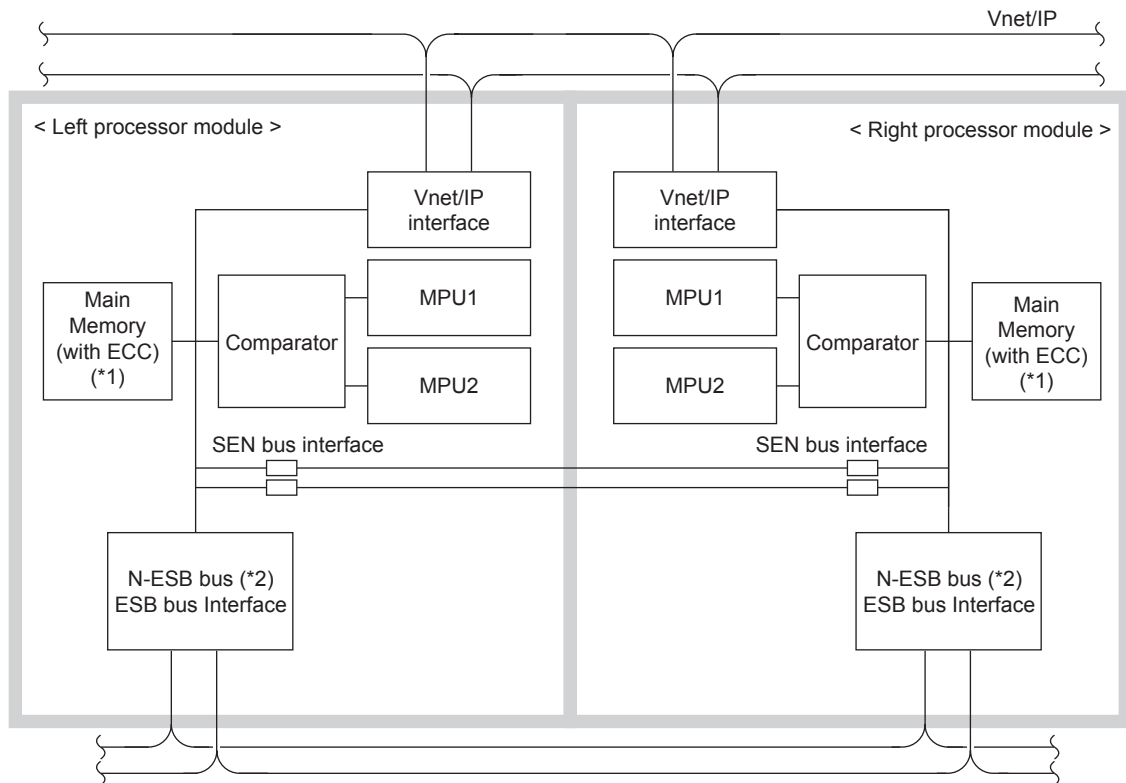 Vnet/IP
< Left processor module >
< Right processor module >
Vnet/IP
interface
Vnet/IP
interface
Main
Memory
(with ECC)
(*1)
Comparator
MPU1
MPU2
MPU1
MPU2
Comparator
Main
Memory
(with ECC)
(*1)
SEN bus interface
SEN bus interface
N-ESB bus (*2)
ESB bus Interface
N-ESB bus (*2)
ESB bus Interface